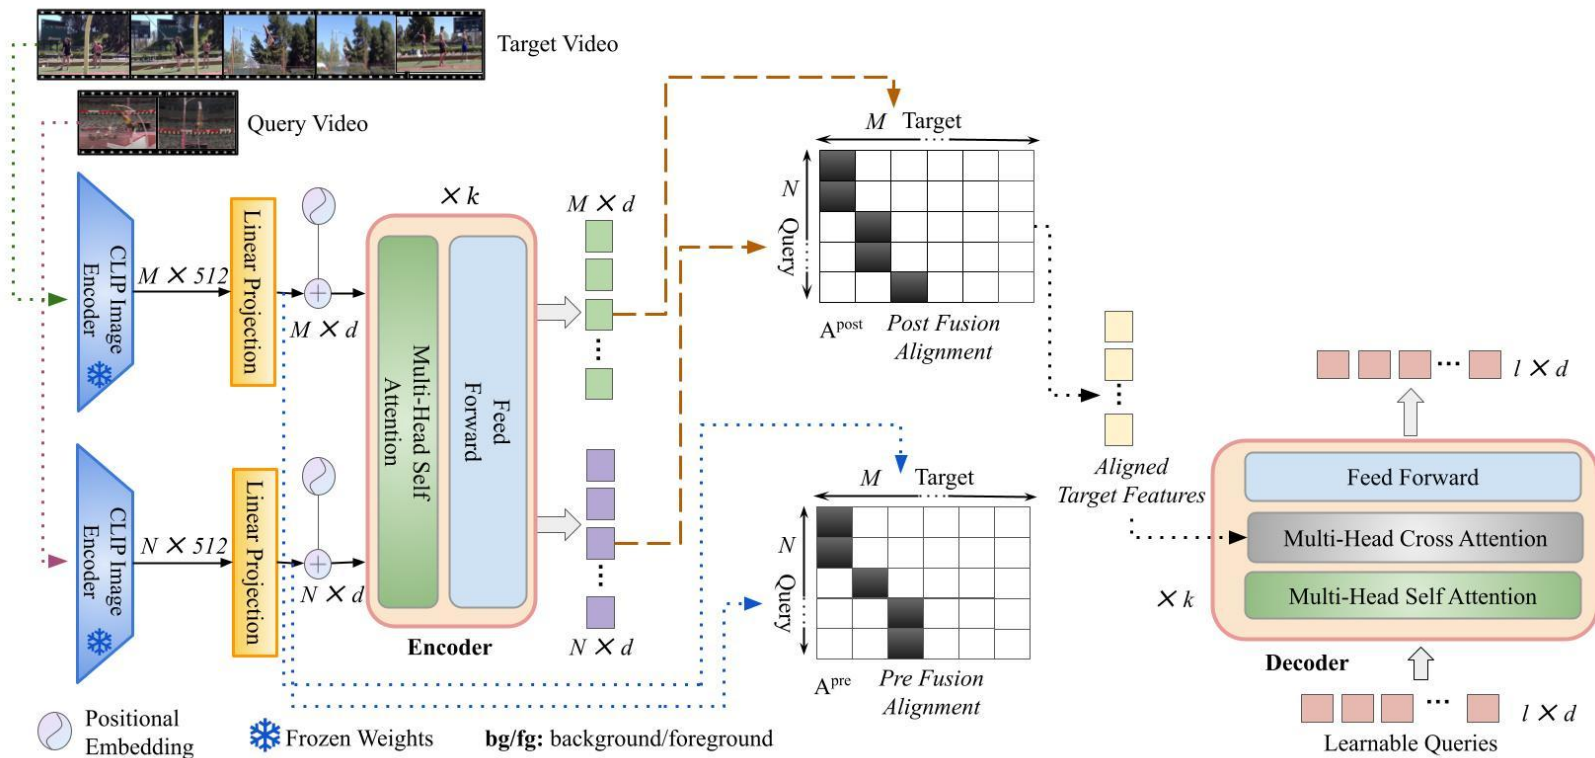 Target Video
Query Video
CLIP Image
Encoder
M × 512
Linear Projection
M × d
× k
Multi-Head Self
Attention
Feed
Forward
Encoder
M × d
CLIP Image
Encoder
N × 512
Linear Projection
N × d
N × d
M Target
N
Query
A^post
Post Fusion
Alignment
M Target
N
Query
A^pre
Pre Fusion
Alignment
Aligned
Target Features
l × d
Feed Forward
Multi-Head Cross Attention
Multi-Head Self Attention
× k
Decoder
l × d
Learnable Queries
Positional
Embedding
Frozen Weights
bg/fg: background/foreground